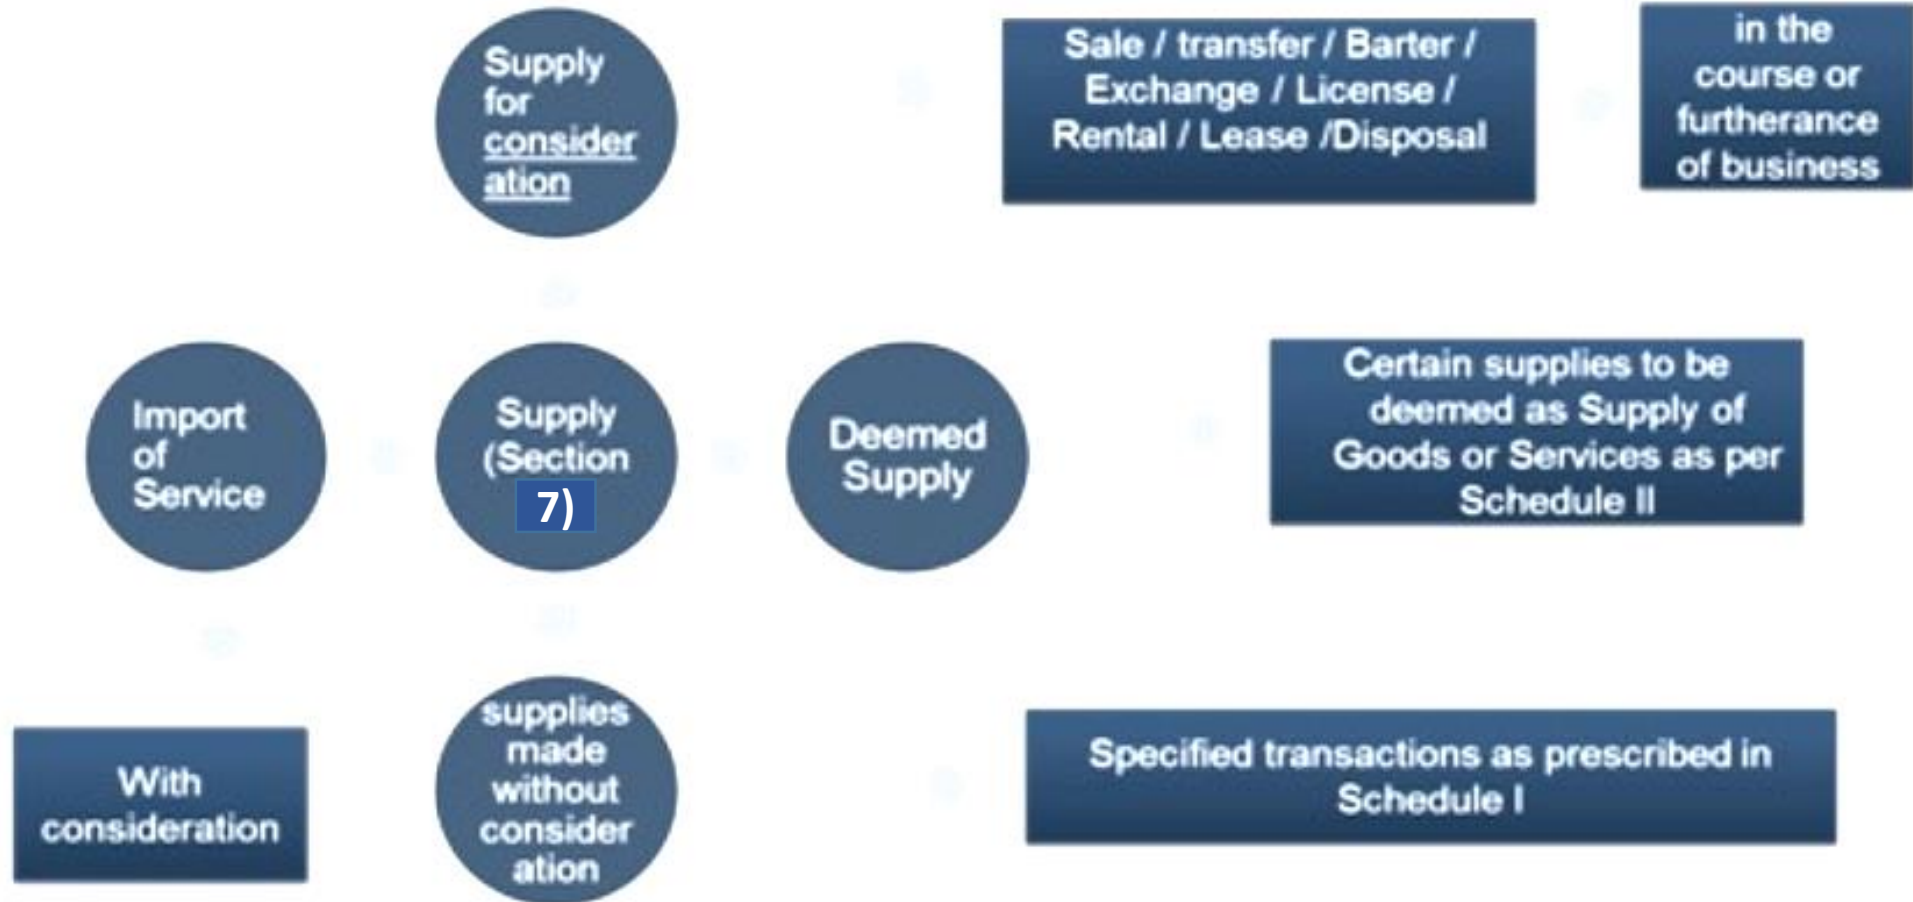 Supply
for
consider
ation
Sale / transfer / Barter /
Exchange / License /
Rental / Lease /Disposal
in the
course or
furtherance
of business
Import
of
Service
Supply
(Section
7)
Deemed
Supply
Certain supplies to be
deemed as Supply of
Goods or Services as per
Schedule II
With
consideration
supplies
made
without
consider
ation
Specified transactions as prescribed in
Schedule I